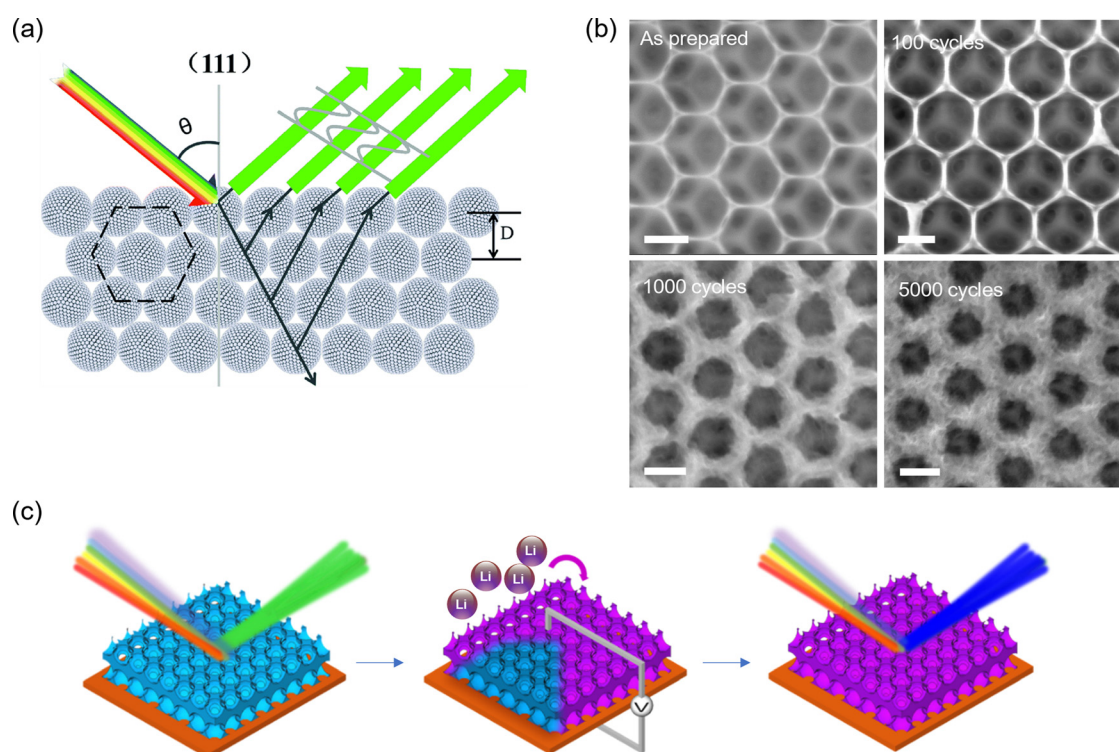 (a)
(111)
θ
D
(b)
As prepared
100 cycles
1000 cycles
5000 cycles
(c)
Li
Li
Li
Li
V